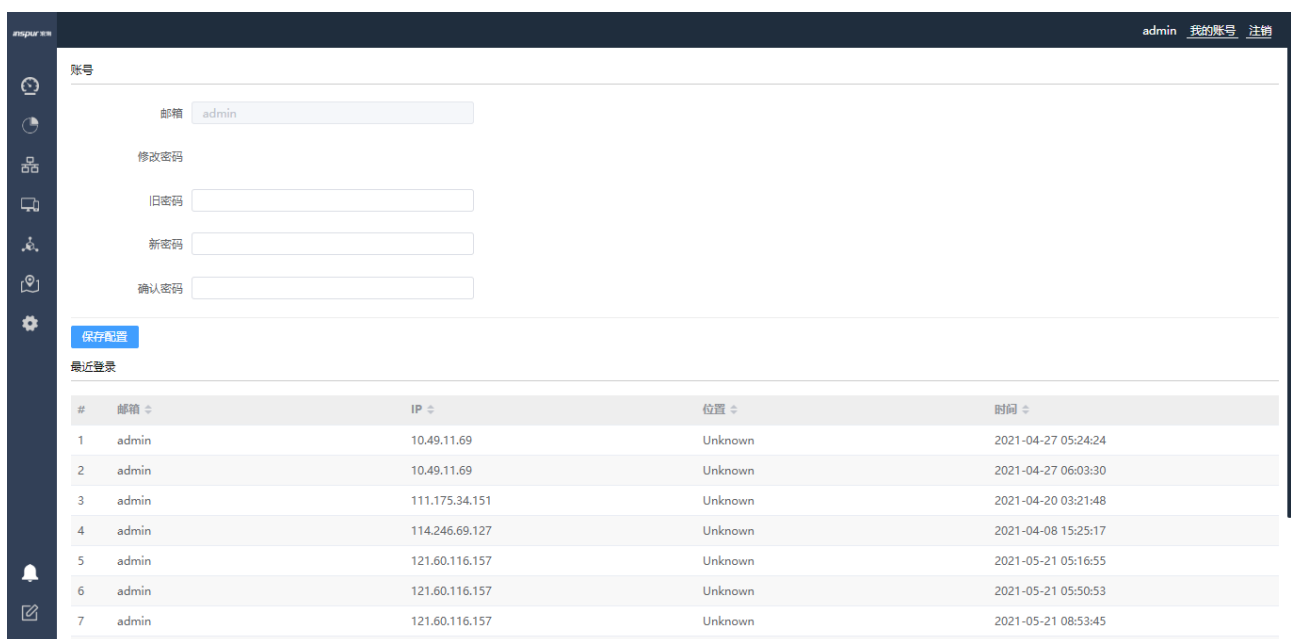 inspur 浪潮
admin 我的账号 注销
账号
邮箱 admin
修改密码
旧密码
新密码
确认密码
保存配置
最近登录
# 邮箱 IP 位置 时间
1 admin 10.49.11.69 Unknown 2021-04-27 05:24:24
2 admin 10.49.11.69 Unknown 2021-04-27 06:03:30
3 admin 111.175.34.151 Unknown 2021-04-20 03:21:48
4 admin 114.246.69.127 Unknown 2021-04-08 15:25:17
5 admin 121.60.116.157 Unknown 2021-05-21 05:16:55
6 admin 121.60.116.157 Unknown 2021-05-21 05:50:53
7 admin 121.60.116.157 Unknown 2021-05-21 08:53:45